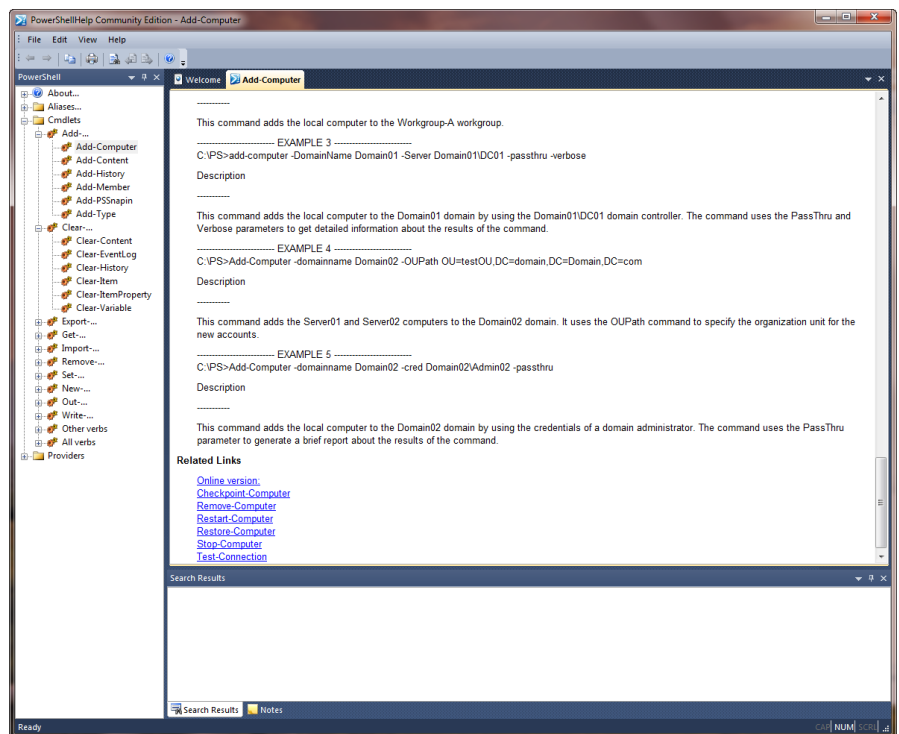 PowerShellHelp Community Edition - Add-Computer
File Edit View Help
PowerShell
About...
Aliases...
Cmdlets
Add-...
Add-Computer
Add-Content
Add-History
Add-Member
Add-PSSnapin
Add-Type
Clear-...
Clear-Content
Clear-EventLog
Clear-History
Clear-Item
Clear-ItemProperty
Clear-Variable
Export-...
Get-...
Import-...
Remove-...
Set-...
New-...
Out-...
Write-...
Other verbs
All verbs
Providers
Welcome Add-Computer
-----------
This command adds the local computer to the Workgroup-A workgroup.
-------------------------- EXAMPLE 3 --------------------------
C:\PS>add-computer -DomainName Domain01 -Server Domain01\DC01 -passthru -verbose
Description
-----------
This command adds the local computer to the Domain01 domain by using the Domain01\DC01 domain controller. The command uses the PassThru and
Verbose parameters to get detailed information about the results of the command.
-------------------------- EXAMPLE 4 --------------------------
C:\PS>Add-Computer -domainname Domain02 -OUPath OU=testOU,DC=domain,DC=Domain,DC=com
Description
-----------
This command adds the Server01 and Server02 computers to the Domain02 domain. It uses the OUPath command to specify the organization unit for the
new accounts.
-------------------------- EXAMPLE 5 --------------------------
C:\PS>Add-Computer -domainname Domain02 -cred Domain02\Admin02 -passthru
Description
-----------
This command adds the local computer to the Domain02 domain by using the credentials of a domain administrator. The command uses the PassThru
parameter to generate a brief report about the results of the command.
Related Links
Online version:
Checkpoint-Computer
Remove-Computer
Restart-Computer
Restore-Computer
Stop-Computer
Test-Connection
Search Results
Search Results Notes
Ready
CAP NUM SCRL